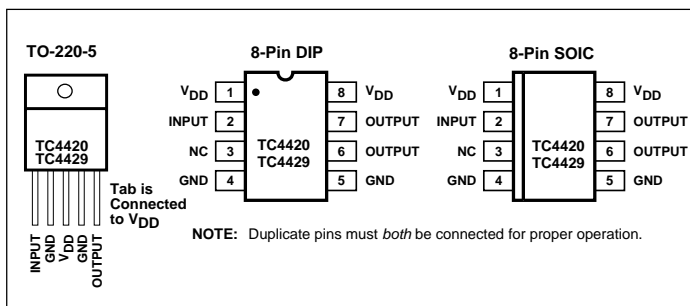 TO-220-5
TC4420
TC4429
Tab is
Connected
to VDD
INPUT
GND
VDD
GND
OUTPUT
8-Pin DIP
VDD 1 8 VDD
INPUT 2 7 OUTPUT
TC4420
TC4429
NC 3 6 OUTPUT
GND 4 5 GND
8-Pin SOIC
VDD 1 8 VDD
INPUT 2 7 OUTPUT
TC4420
TC4429
NC 3 6 OUTPUT
GND 4 5 GND
NOTE: Duplicate pins must both be connected for proper operation.